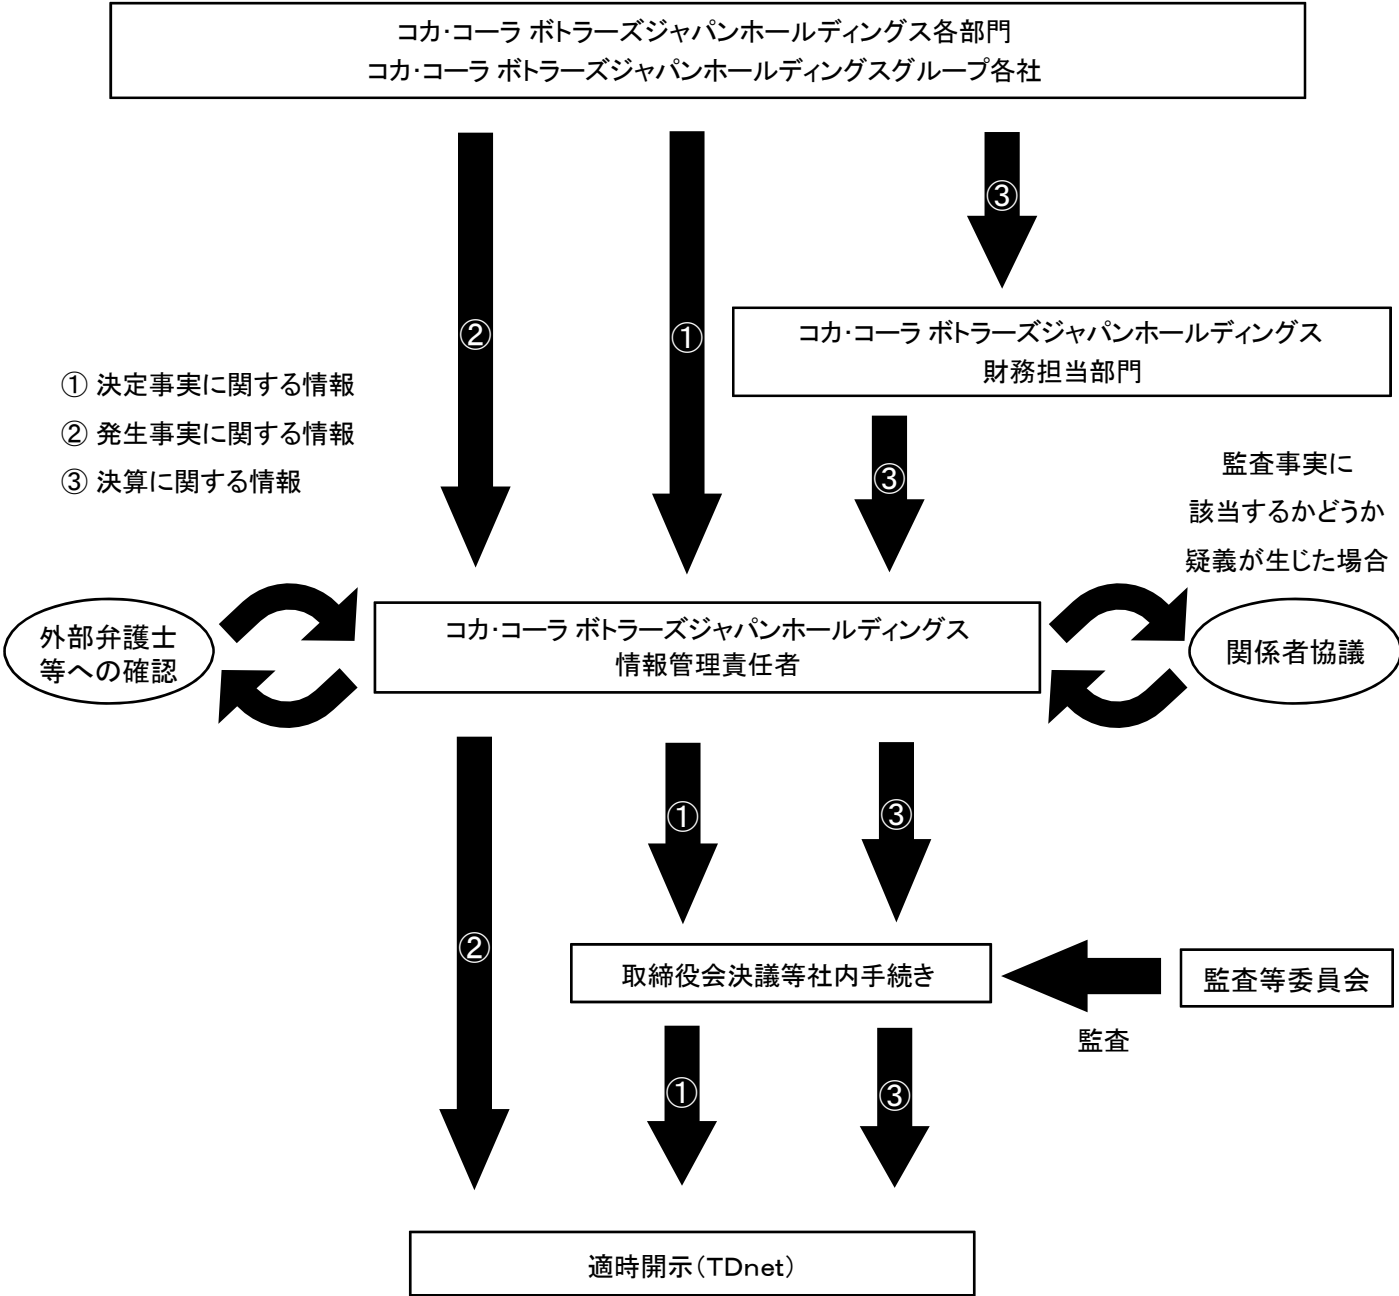 コカ･コーラ ボトラーズジャパンホールディングス各部門
コカ･コーラ ボトラーズジャパンホールディングスグループ各社
③
②
①
コカ･コーラ ボトラーズジャパンホールディングス
財務担当部門
① 決定事実に関する情報
② 発生事実に関する情報
③ 決算に関する情報
③
監査事実に
該当するかどうか
疑義が生じた場合
外部弁護士
等への確認
コカ･コーラ ボトラーズジャパンホールディングス
情報管理責任者
関係者協議
①
③
②
取締役会決議等社内手続き
監査等委員会
監査
①
③
適時開示（TDnet）